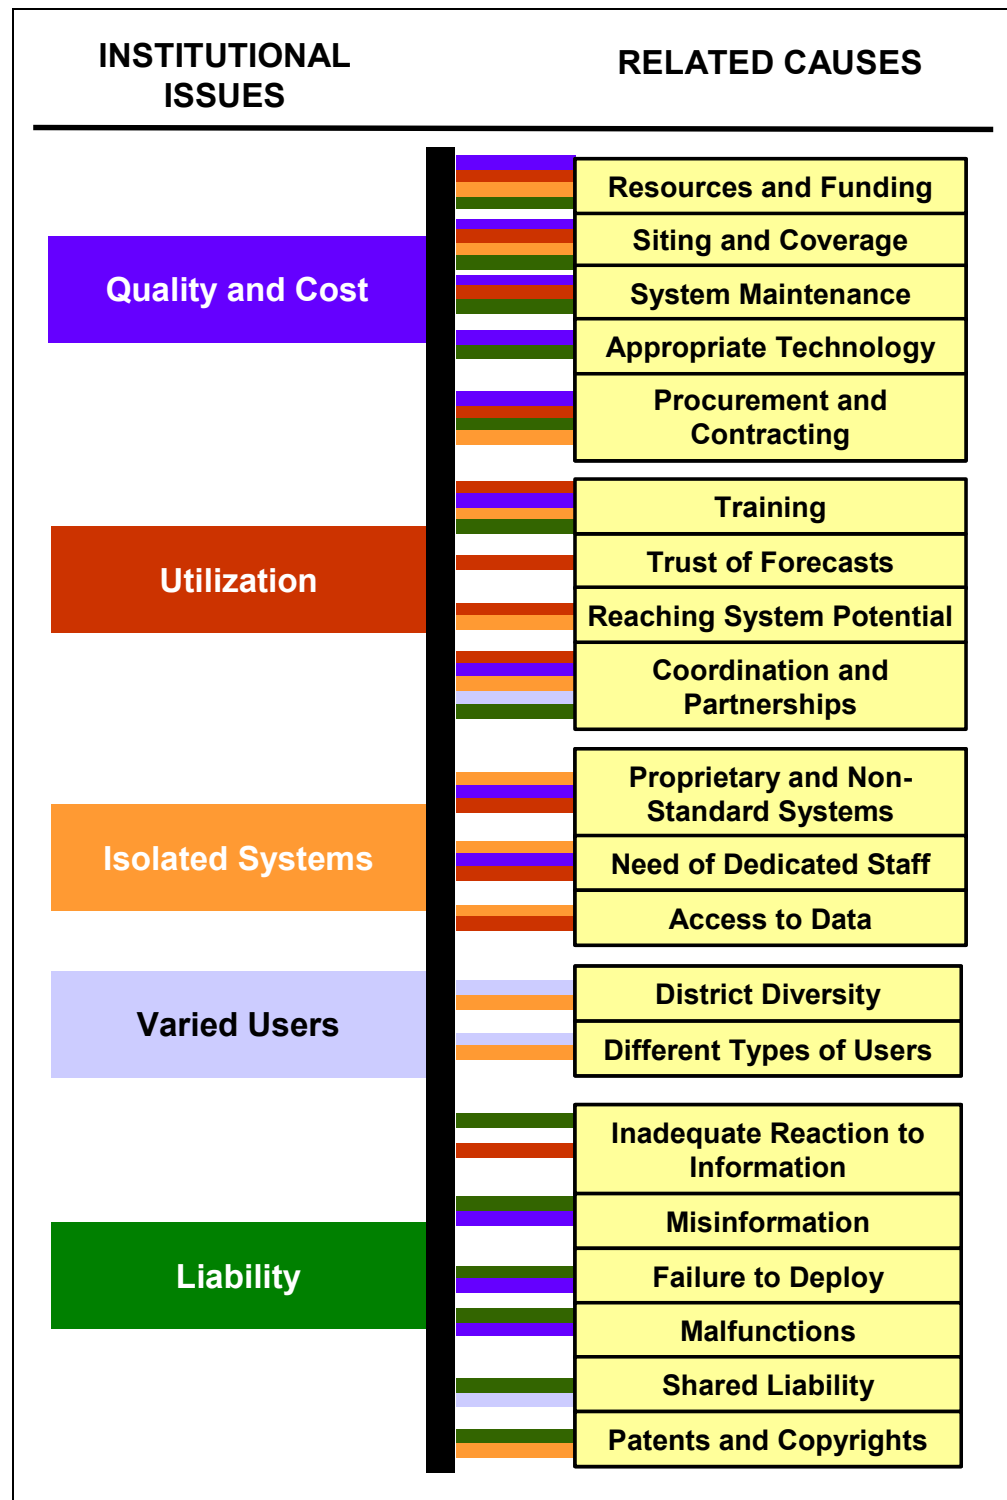 INSTITUTIONAL
ISSUES
RELATED CAUSES
Quality and Cost
Resources and Funding
Siting and Coverage
System Maintenance
Appropriate Technology
Procurement and
Contracting
Utilization
Training
Trust of Forecasts
Reaching System Potential
Coordination and
Partnerships
Isolated Systems
Proprietary and Non-
Standard Systems
Need of Dedicated Staff
Access to Data
Varied Users
District Diversity
Different Types of Users
Liability
Inadequate Reaction to
Information
Misinformation
Failure to Deploy
Malfunctions
Shared Liability
Patents and Copyrights